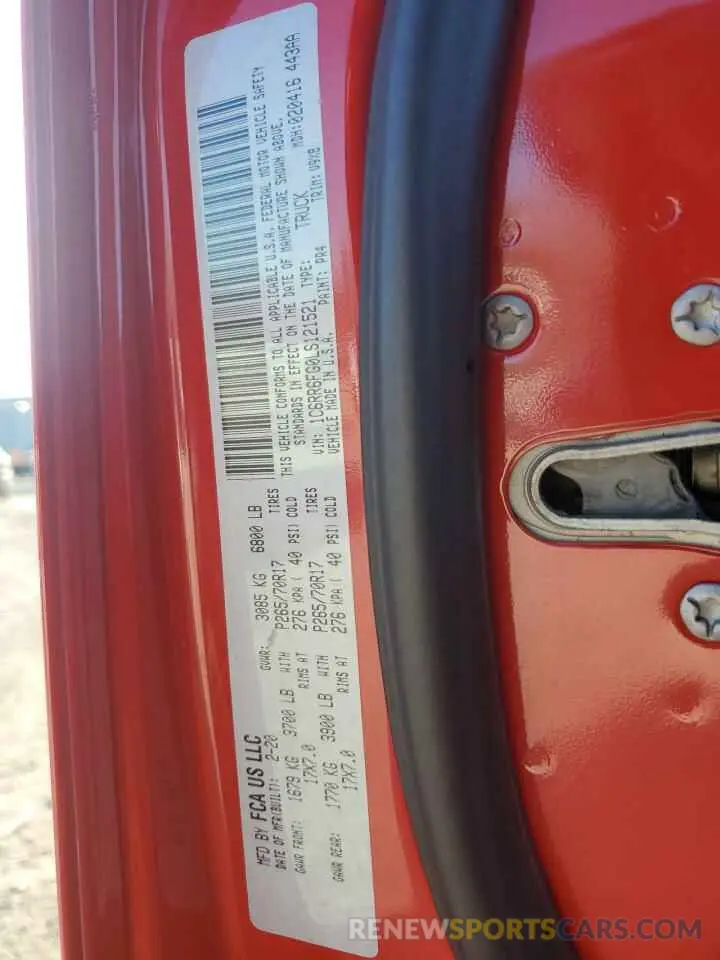 MFD BY FCA US LLC
DATE OF MFR(BUILT): 2-20
GVWR: 3085 KG 6800 LB
GAWR FRONT: 1679 KG 3700 LB WITH P265/70R17 TIRES
17X7.0 RIMS AT 276 KPA( 40 PSI) COLD
GAWR REAR: 1770 KG 3900 LB WITH P265/70R17 TIRES
17X7.0 RIMS AT 276 KPA( 40 PSI) COLD
THIS VEHICLE CONFORMS TO ALL APPLICABLE U.S.A. FEDERAL MOTOR VEHICLE SAFETY
STANDARDS IN EFFECT ON THE DATE OF MANUFACTURE SHOWN ABOVE.
VIN: 1C6RR6FG0LS121521 TYPE: TRUCK MDH:020416 443AA
VEHICLE MADE IN U.S.A. PAINT: PR4 TRIM: V9X8
RENEWSPORTSCARS.COM